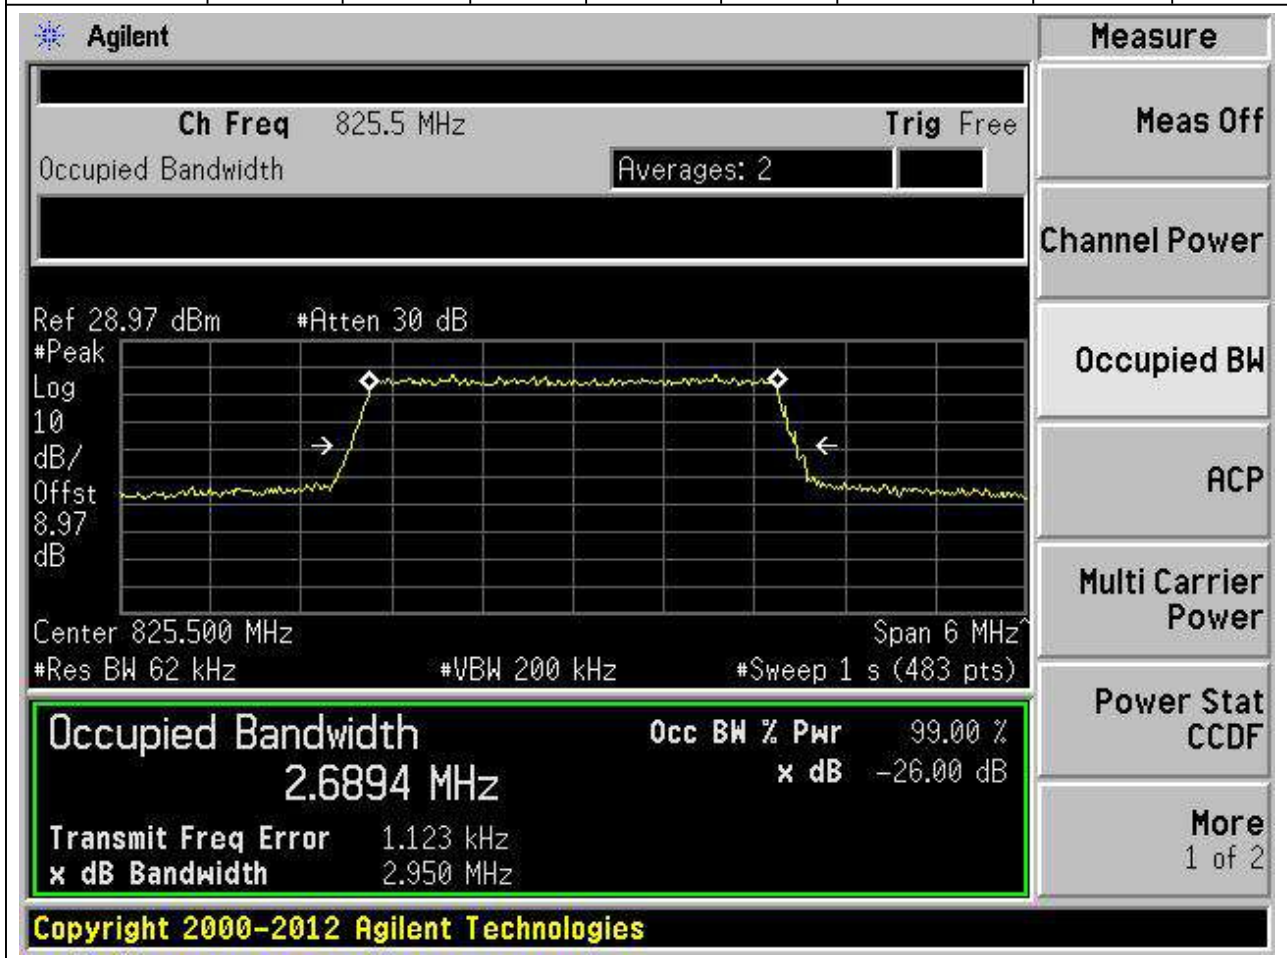 Agilent
Measure
Ch Freq 825.5 MHz Trig Free
Occupied Bandwidth Averages: 2
Meas Off
Channel Power
Occupied BW
ACP
Multi Carrier
Power
Power Stat
CCDF
More
1 of 2
Ref 28.97 dBm #Atten 30 dB
#Peak
Log
10
dB/
Offst
8.97
dB
Center 825.500 MHz Span 6 MHz^
#Res BW 62 kHz #VBW 200 kHz #Sweep 1 s (483 pts)
Occupied Bandwidth Occ BW % Pwr 99.00 %
2.6894 MHz x dB -26.00 dB
Transmit Freq Error 1.123 kHz
x dB Bandwidth 2.950 MHz
Copyright 2000-2012 Agilent Technologies